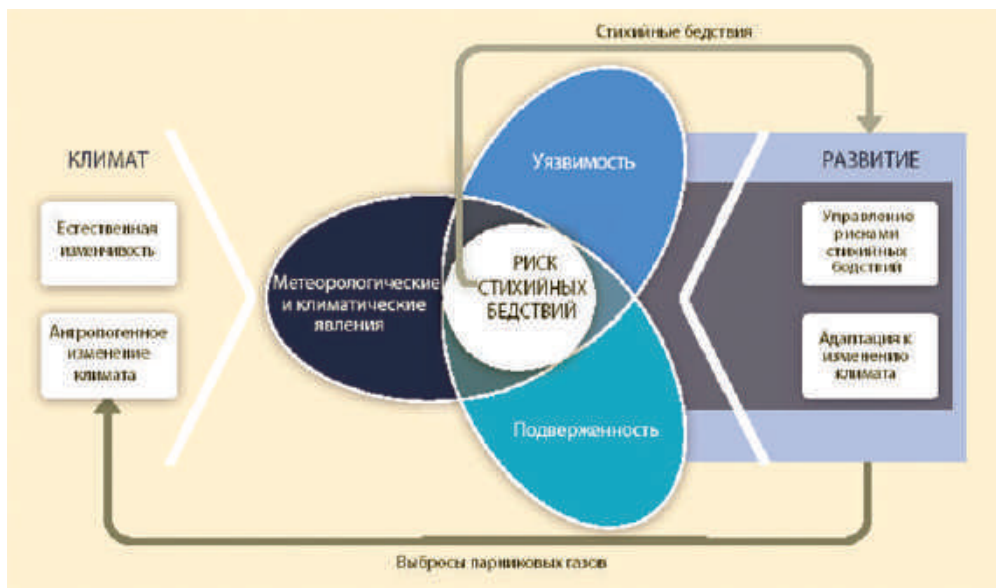 Стихийные бедствия
КЛИМАТ
Естественная
изменчивость
Антропогенное
изменение
климата
Метеорологические
и климатические
явления
Уязвимость
РИСК
СТИХИЙНЫХ
БЕДСТВИЙ
Подверженность
РАЗВИТИЕ
Управление
рисками
стихийных
бедствий
Адаптация к
изменению
климата
Выбросы парниковых газов